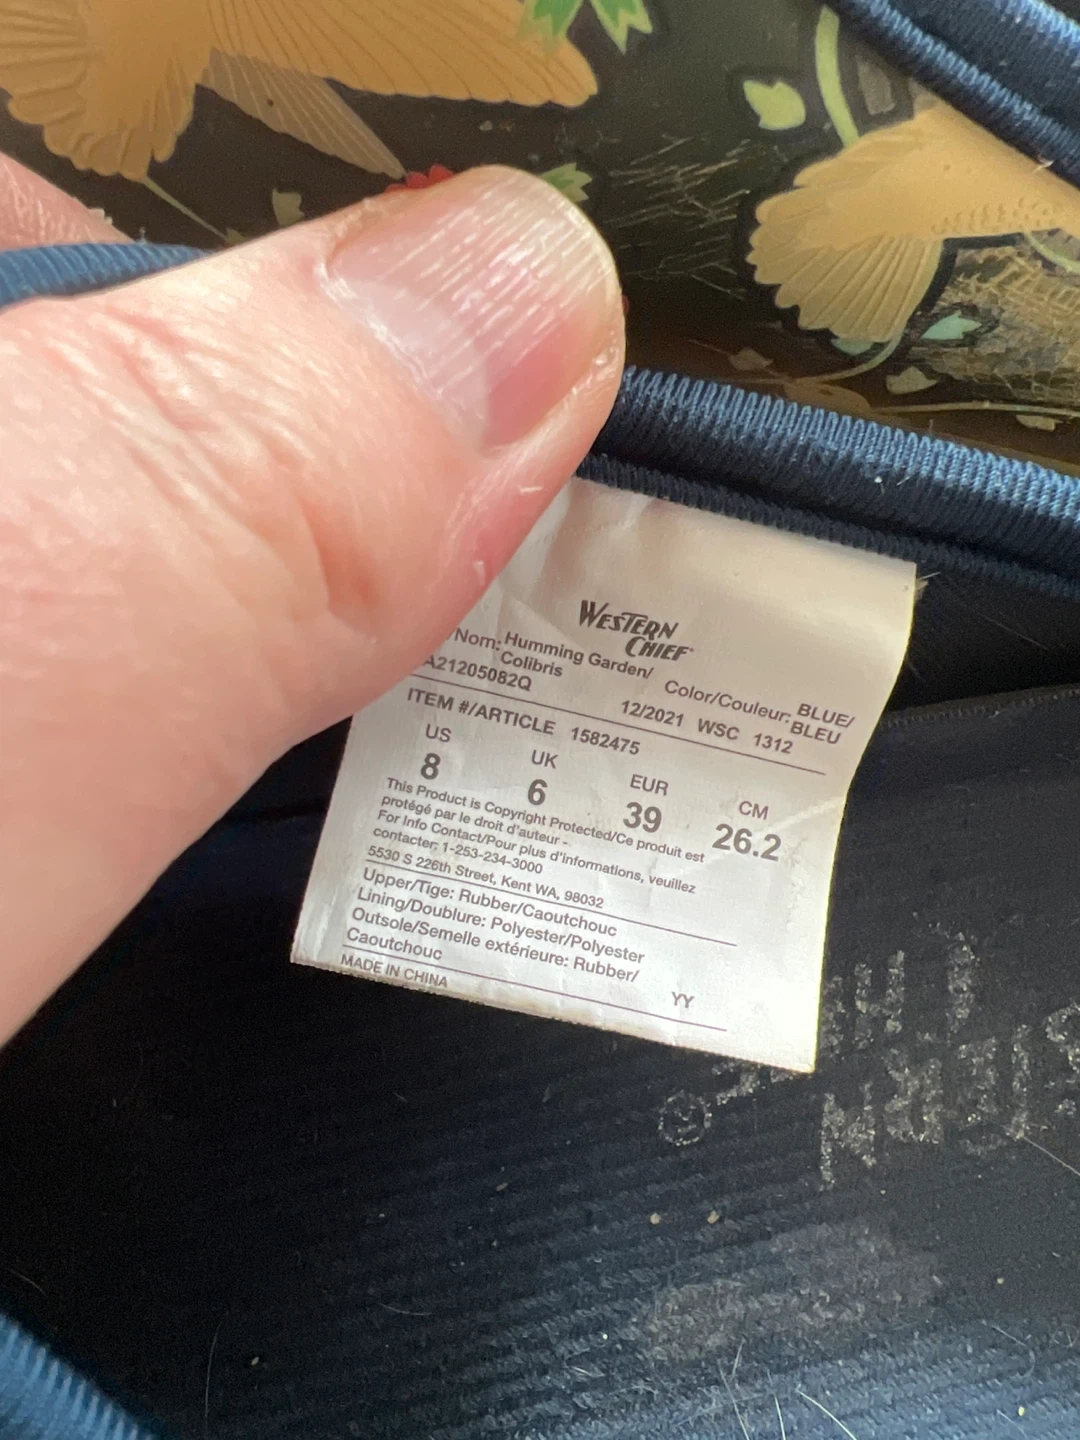 WESTERN
CHIEF
Nom: Humming Garden/
Colibris
Color/Couleur: BLUE/
BLEU
A21205082Q
12/2021 WSC 1312
ITEM #/ARTICLE 1582475
US UK EUR CM
8 6 39 26.2
This Product is Copyright Protected/Ce produit est
protégé par le droit d'auteur -
For Info Contact/Pour plus d'informations, veuillez
contacter: 1-253-234-3000
5530 S 226th Street, Kent WA, 98032
Upper/Tige: Rubber/Caoutchouc
Lining/Doublure: Polyester/Polyester
Outsole/Semelle extérieure: Rubber/
Caoutchouc
MADE IN CHINA
YY